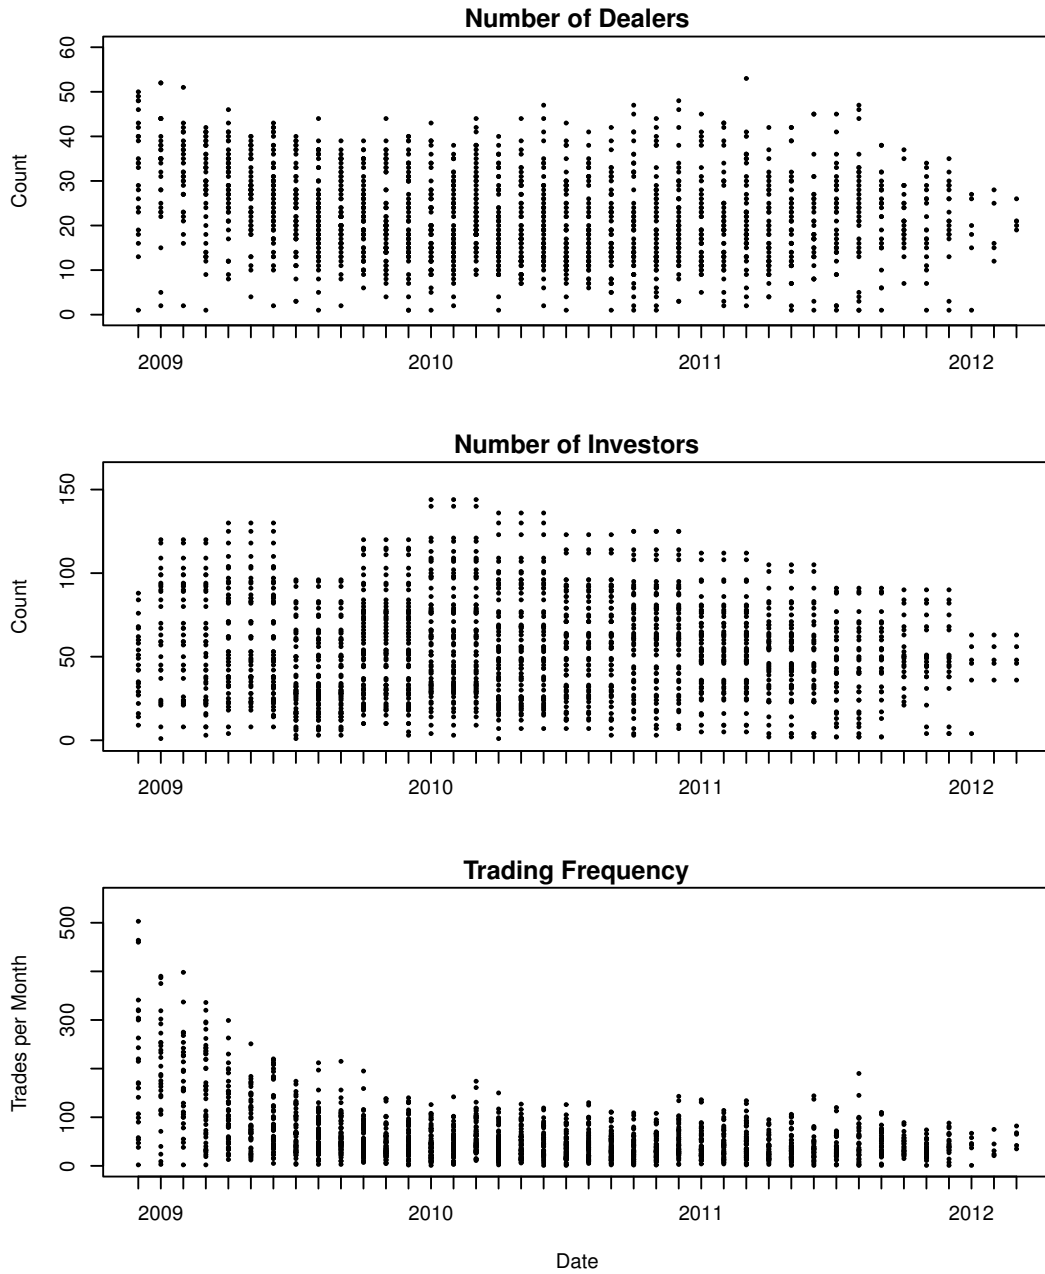 Number of Dealers
60
50
40
30
20
10
0
Count
2009 2010 2011 2012
Number of Investors
150
100
50
0
Count
2009 2010 2011 2012
Trading Frequency
500
300
100
0
Trades per Month
2009 2010 2011 2012
Date